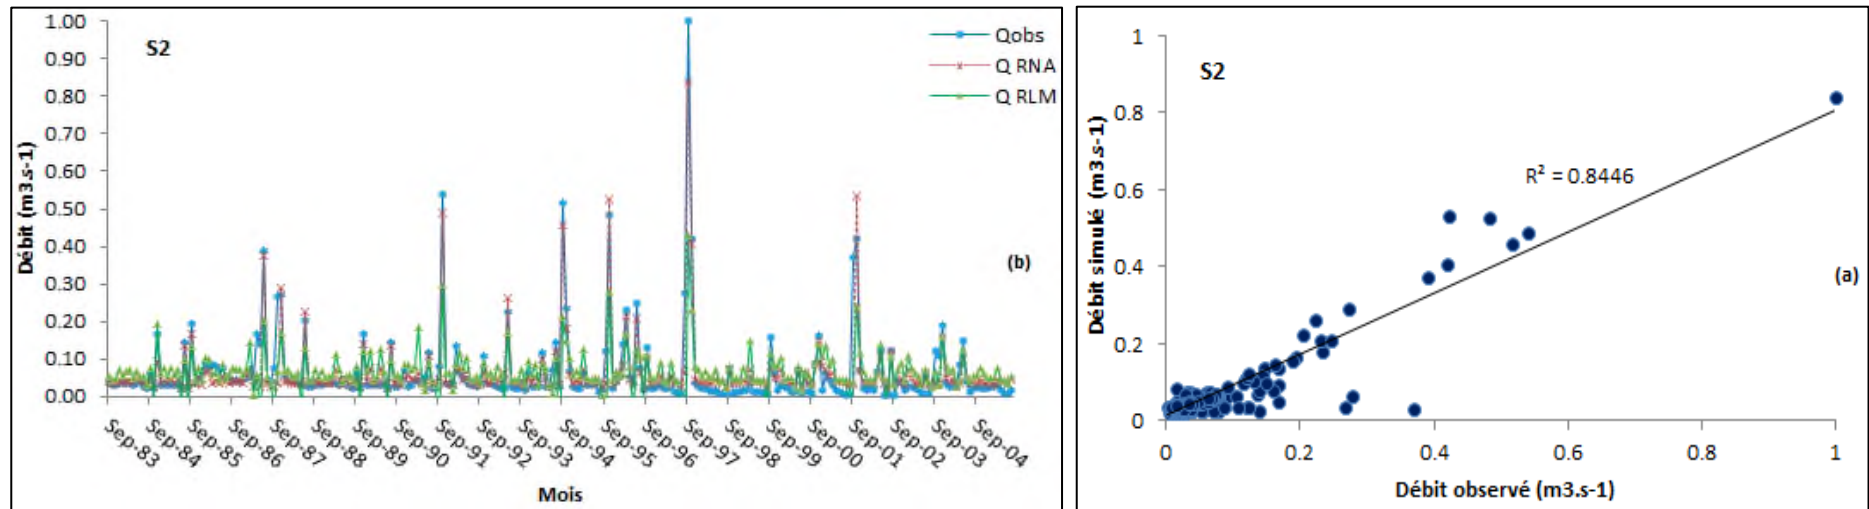 S2
Qobs
Q RNA
Q RLM
Débit (m3.s-1)
1.00
0.90
0.80
0.70
0.60
0.50
0.40
0.30
0.20
0.10
0.00
(b)
Sep-83
Sep-84
Sep-85
Sep-86
Sep-87
Sep-88
Sep-89
Sep-90
Sep-91
Sep-92
Sep-93
Sep-94
Sep-95
Sep-96
Sep-97
Sep-98
Sep-99
Sep-00
Sep-01
Sep-02
Sep-03
Sep-04
Mois
S2
Débit simulé (m3.s-1)
1
0.8
0.6
0.4
0.2
0
R² = 0.8446
(a)
0
0.2
0.4
0.6
0.8
1
Débit observé (m3.s-1)